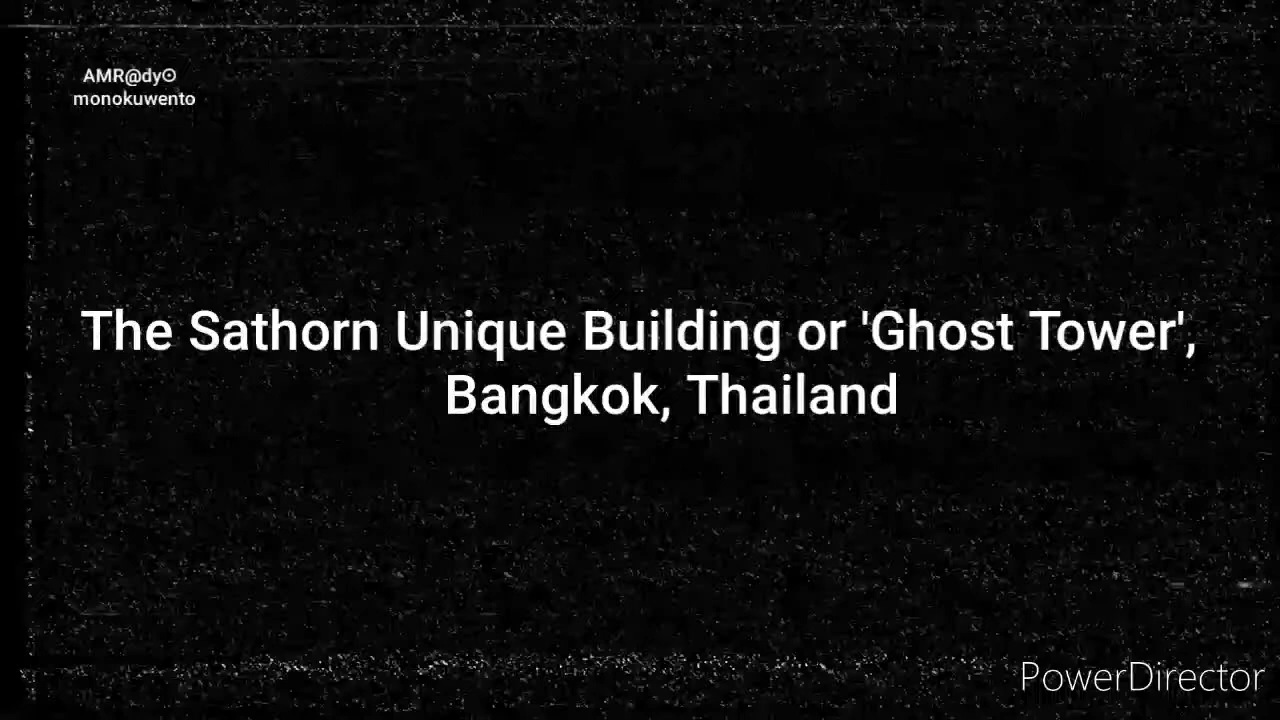 AMR@dy⊙
monokuwento
The Sathorn Unique Building or 'Ghost Tower',
Bangkok, Thailand
PowerDirector